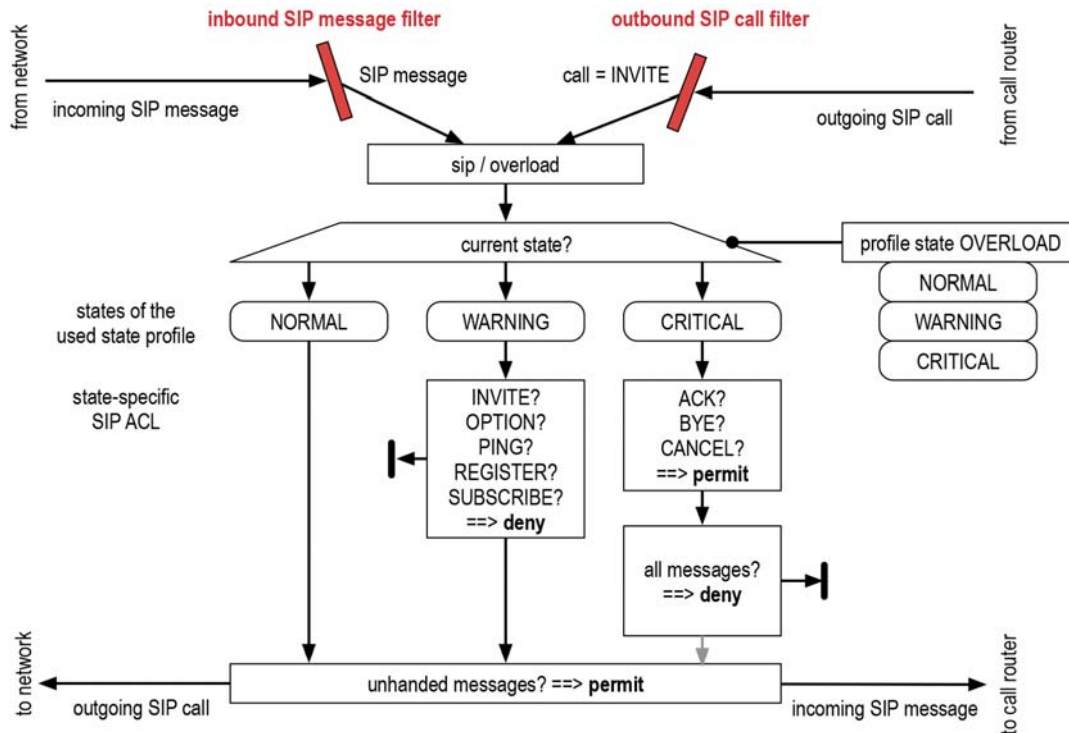 inbound SIP message filter
outbound SIP call filter
from network
SIP message
call = INVITE
from call router
incoming SIP message
outgoing SIP call
sip / overload
current state?
profile state OVERLOAD
NORMAL
WARNING
CRITICAL
states of the
used state profile
NORMAL
WARNING
CRITICAL
state-specific
SIP ACL
INVITE?
OPTION?
PING?
REGISTER?
SUBSCRIBE?
==> deny
ACK?
BYE?
CANCEL?
==> permit
all messages?
==> deny
to network
unhanded messages? ==> permit
to call router
outgoing SIP call
incoming SIP message